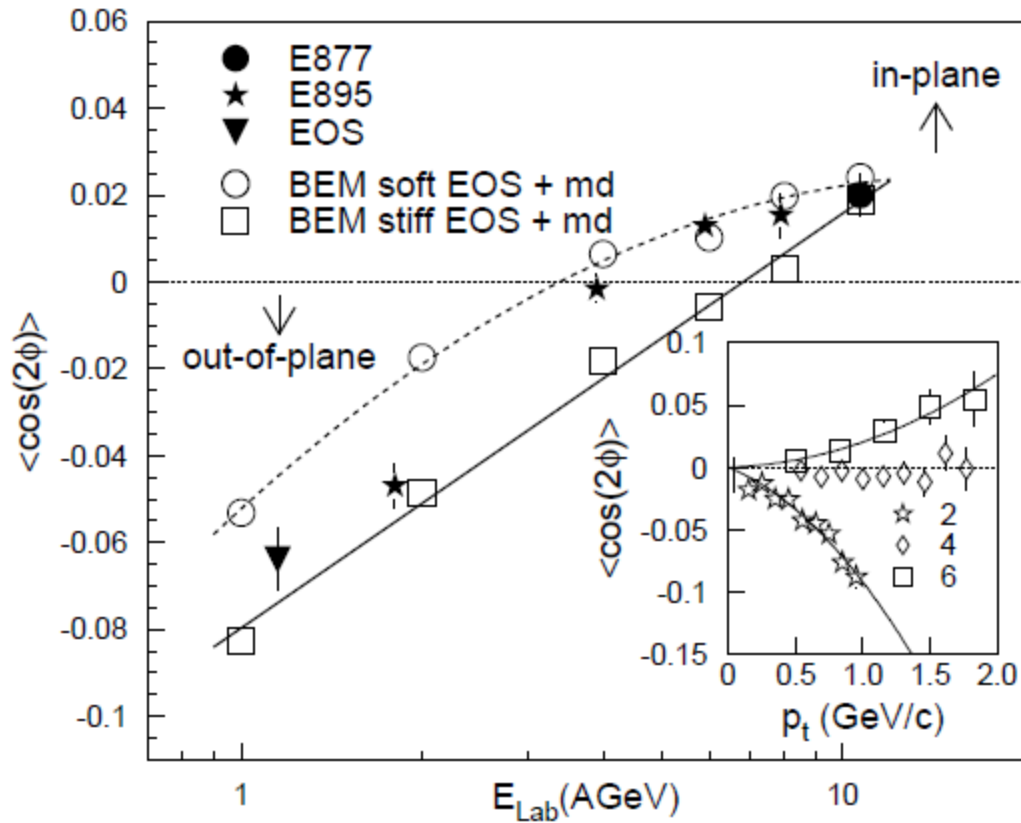 0.06
0.04
0.02
0
-0.02
-0.04
-0.06
-0.08
-0.1
<cos(2ϕ)>
E877
E895
EOS
BEM soft EOS + md
BEM stiff EOS + md
in-plane
out-of-plane
1
10
E_Lab(AGeV)
0.1
0.05
0
-0.05
-0.1
-0.15
<cos(2ϕ)>
2
4
6
0
0.5
1.0
1.5
2.0
p_t (GeV/c)